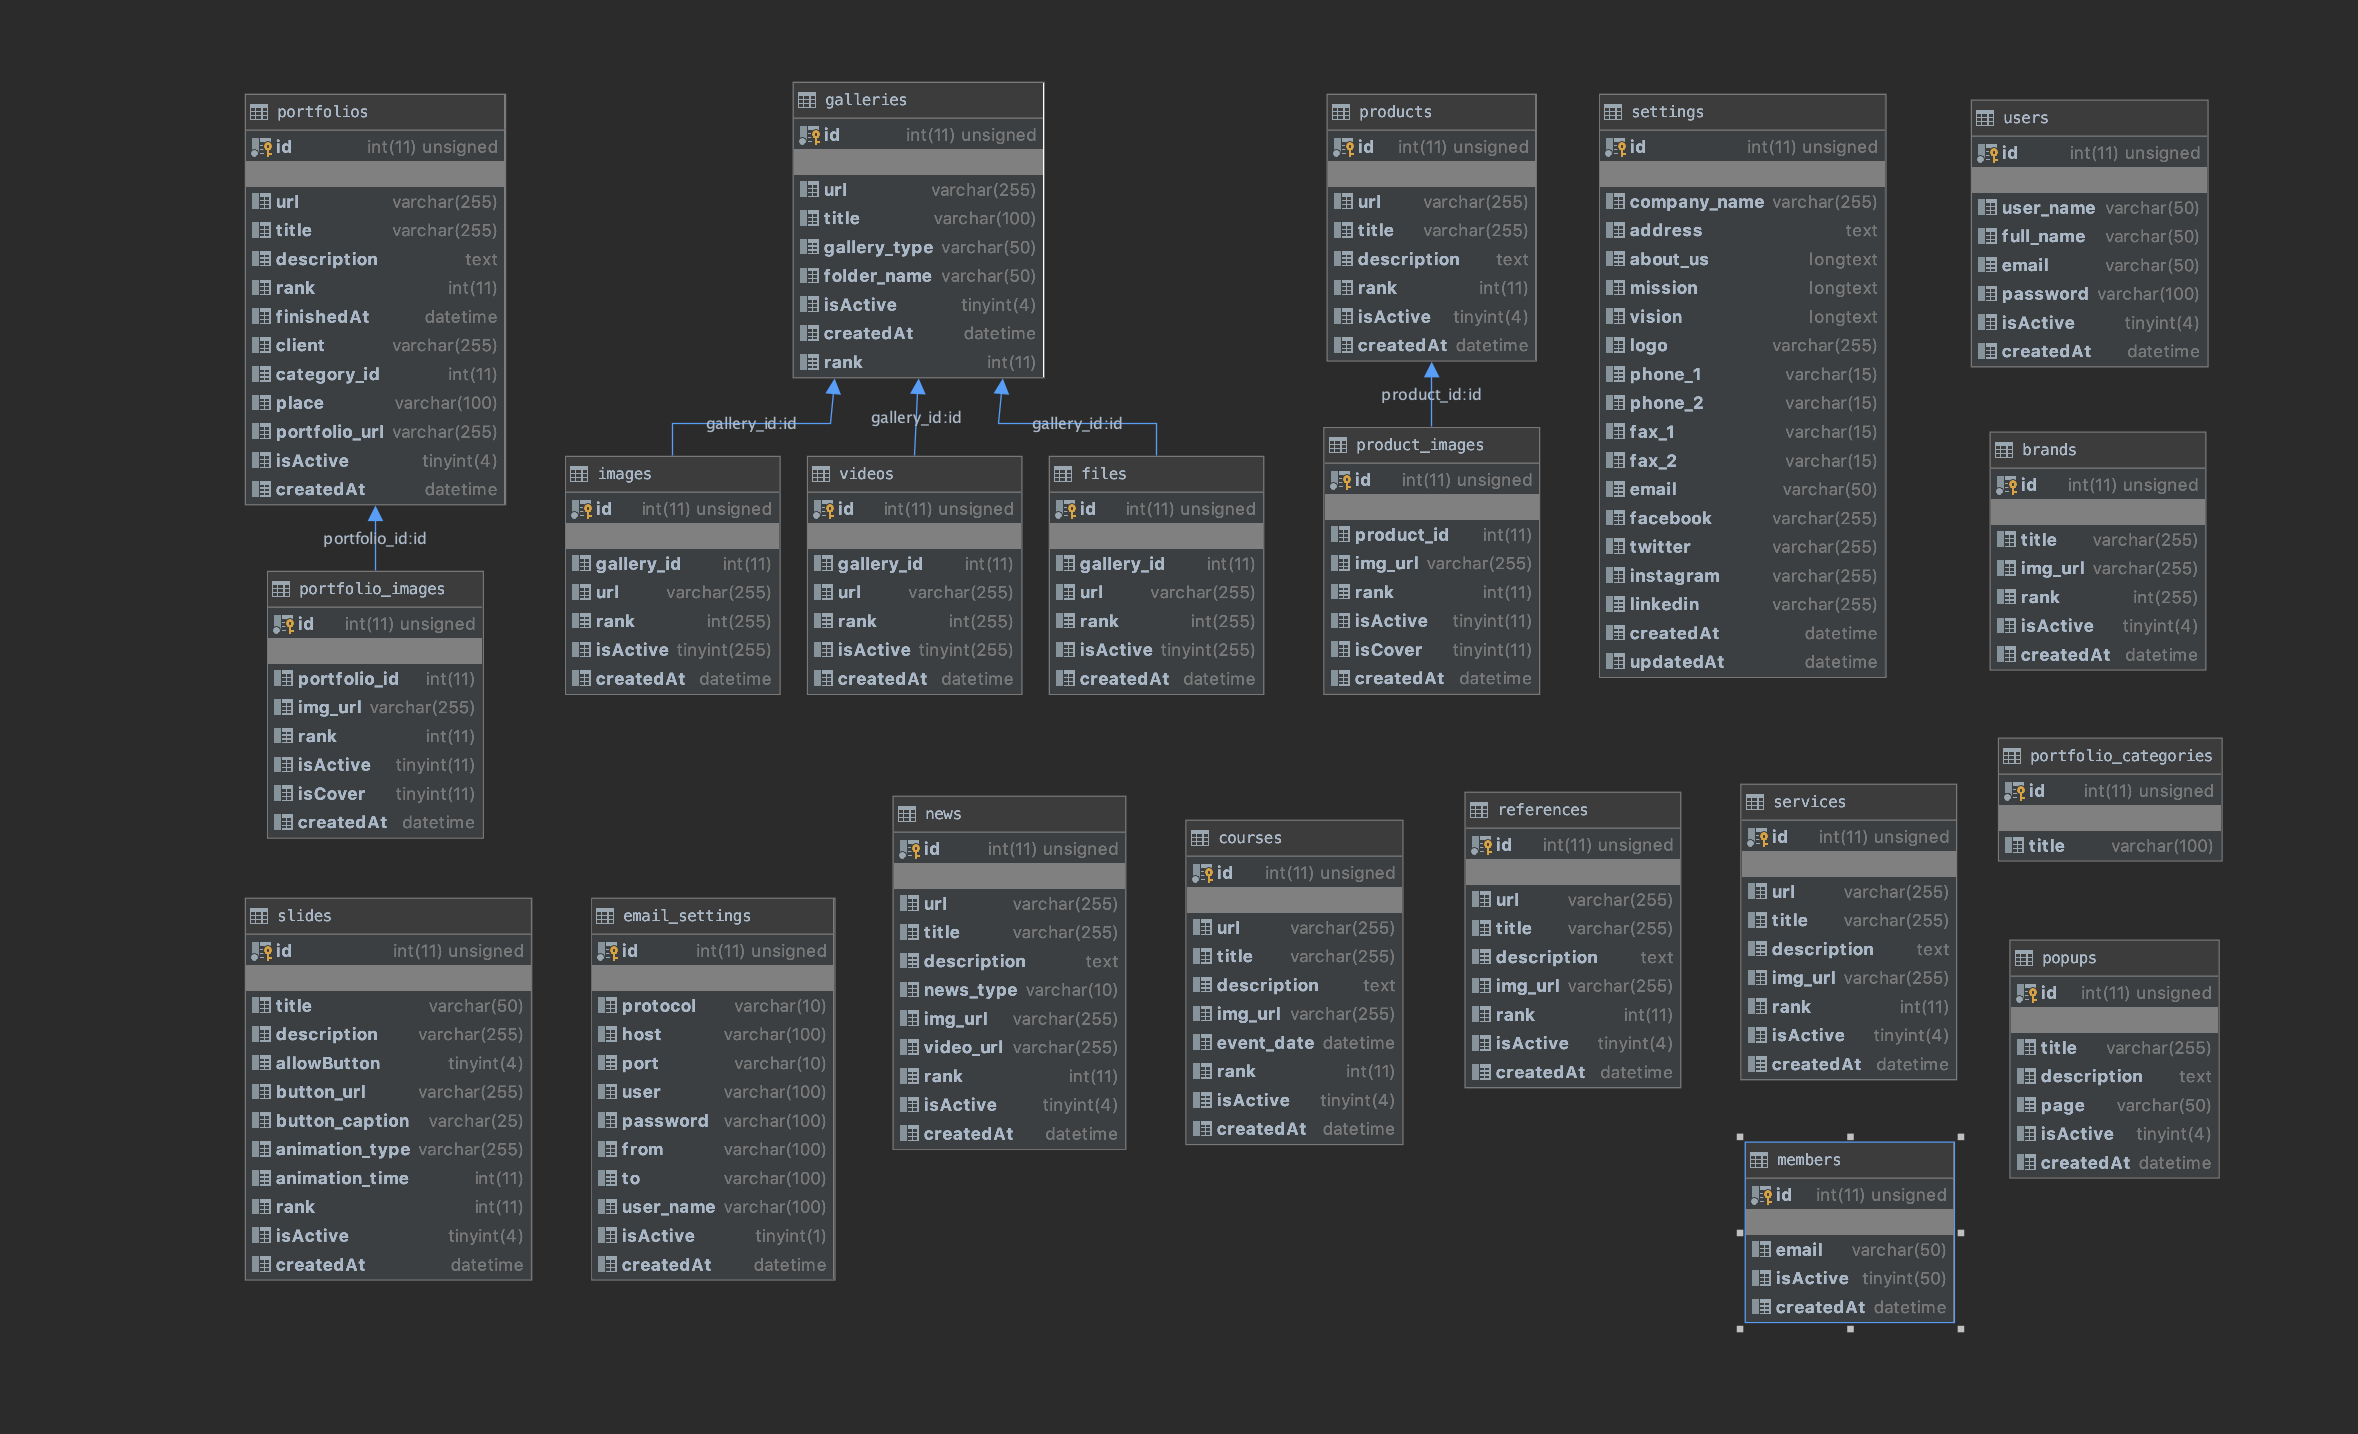 portfolios
id int(11) unsigned
url varchar(255)
title varchar(255)
description text
rank int(11)
finishedAt datetime
client varchar(255)
category_id int(11)
place varchar(100)
portfolio_url varchar(255)
isActive tinyint(4)
createdAt datetime
portfolio_id:id
portfolio_images
id int(11) unsigned
portfolio_id int(11)
img_url varchar(255)
rank int(11)
isActive tinyint(11)
isCover tinyint(11)
createdAt datetime
galleries
id int(11) unsigned
url varchar(255)
title varchar(100)
gallery_type varchar(50)
folder_name varchar(50)
isActive tinyint(4)
createdAt datetime
rank int(11)
gallery_id:id
gallery_id:id
gallery_id:id
images
id int(11) unsigned
gallery_id int(11)
url varchar(255)
rank int(255)
isActive tinyint(255)
createdAt datetime
videos
id int(11) unsigned
gallery_id int(11)
url varchar(255)
rank int(255)
isActive tinyint(255)
createdAt datetime
files
id int(11) unsigned
gallery_id int(11)
url varchar(255)
rank int(255)
isActive tinyint(255)
createdAt datetime
products
id int(11) unsigned
url varchar(255)
title varchar(255)
description text
rank int(11)
isActive tinyint(4)
createdAt datetime
product_id:id
product_images
id int(11) unsigned
product_id int(11)
img_url varchar(255)
rank int(11)
isActive tinyint(11)
isCover tinyint(11)
createdAt datetime
settings
id int(11) unsigned
company_name varchar(255)
address text
about_us longtext
mission longtext
vision longtext
logo varchar(255)
phone_1 varchar(15)
phone_2 varchar(15)
fax_1 varchar(15)
fax_2 varchar(15)
email varchar(50)
facebook varchar(255)
twitter varchar(255)
instagram varchar(255)
linkedin varchar(255)
createdAt datetime
updatedAt datetime
users
id int(11) unsigned
user_name varchar(50)
full_name varchar(50)
email varchar(50)
password varchar(100)
isActive tinyint(4)
createdAt datetime
brands
id int(11) unsigned
title varchar(255)
img_url varchar(255)
rank int(255)
isActive tinyint(4)
createdAt datetime
portfolio_categories
id int(11) unsigned
title varchar(100)
slides
id int(11) unsigned
title varchar(50)
description varchar(255)
allowButton tinyint(4)
button_url varchar(255)
button_caption varchar(25)
animation_type varchar(255)
animation_time int(11)
rank int(11)
isActive tinyint(4)
createdAt datetime
email_settings
id int(11) unsigned
protocol varchar(10)
host varchar(100)
port varchar(10)
user varchar(100)
password varchar(100)
from varchar(100)
to varchar(100)
user_name varchar(100)
isActive tinyint(1)
createdAt datetime
news
id int(11) unsigned
url varchar(255)
title varchar(255)
description text
news_type varchar(10)
img_url varchar(255)
video_url varchar(255)
rank int(11)
isActive tinyint(4)
createdAt datetime
courses
id int(11) unsigned
url varchar(255)
title varchar(255)
description text
img_url varchar(255)
event_date datetime
rank int(11)
isActive tinyint(4)
createdAt datetime
references
id int(11) unsigned
url varchar(255)
title varchar(255)
description text
img_url varchar(255)
rank int(11)
isActive tinyint(4)
createdAt datetime
services
id int(11) unsigned
url varchar(255)
title varchar(255)
description text
img_url varchar(255)
rank int(11)
isActive tinyint(4)
createdAt datetime
popups
id int(11) unsigned
title varchar(255)
description text
page varchar(50)
isActive tinyint(4)
createdAt datetime
members
id int(11) unsigned
email varchar(50)
isActive tinyint(50)
createdAt datetime